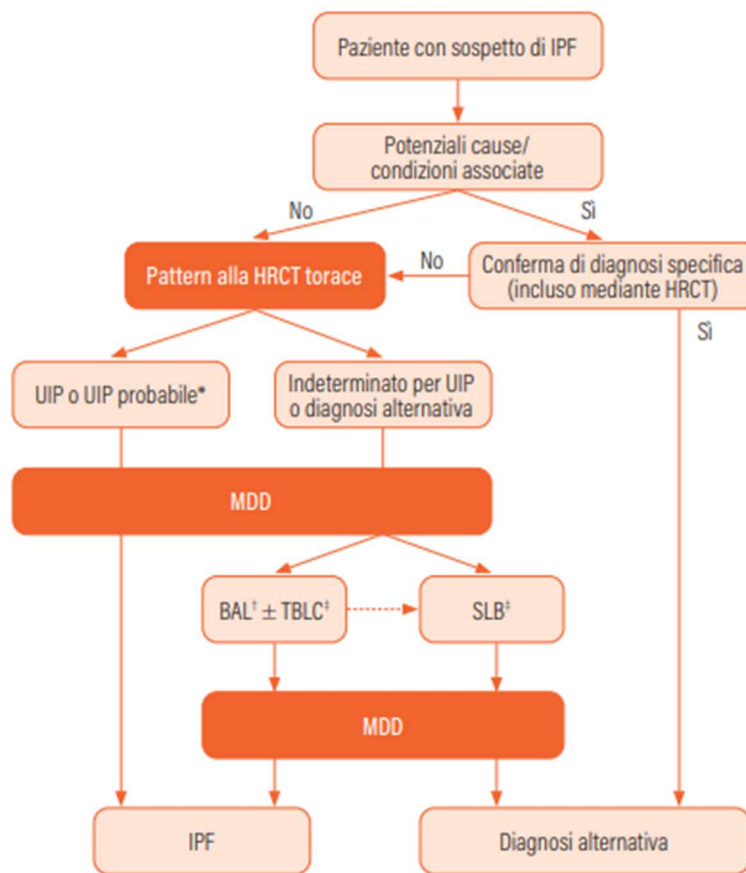 Paziente con sospetto di IPF
Potenziali cause/
condizioni associate
No
Sì
Pattern alla HRCT torace
No
Conferma di diagnosi specifica
(incluso mediante HRCT)
Sì
UIP o UIP probabile*
Indeterminato per UIP
o diagnosi alternativa
MDD
BAL† ± TBLC‡
SLB‡
MDD
IPF
Diagnosi alternativa